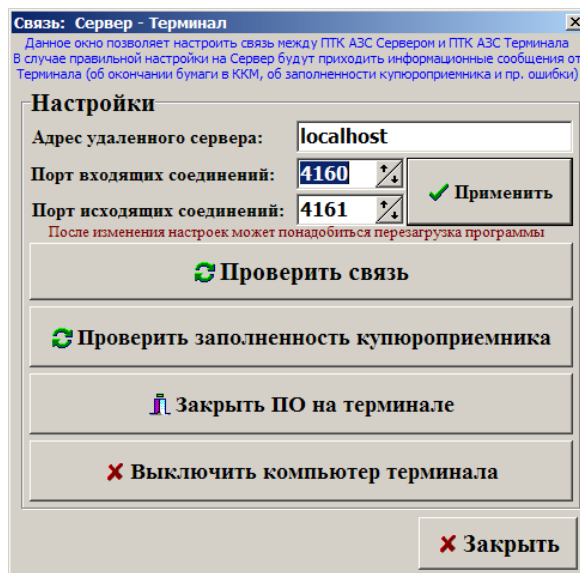 Связь: Сервер - Терминал
Данное окно позволяет настроить связь между ПТК АЗС Сервером и ПТК АЗС Терминала
В случае правильной настройки на Сервер будут приходить информационные сообщения от
Терминала (об окончании бумаги в ККМ, об заполненности купюроприемника и пр. ошибки)
Настройки
Адрес удаленного сервера: localhost
Порт входящих соединений: 4160
Порт исходящих соединений: 4161
Применить
После изменения настроек может понадобиться перезагрузка программы
Проверить связь
Проверить заполненность купюроприемника
Закрыть ПО на терминале
Выключить компьютер терминала
Закрыть